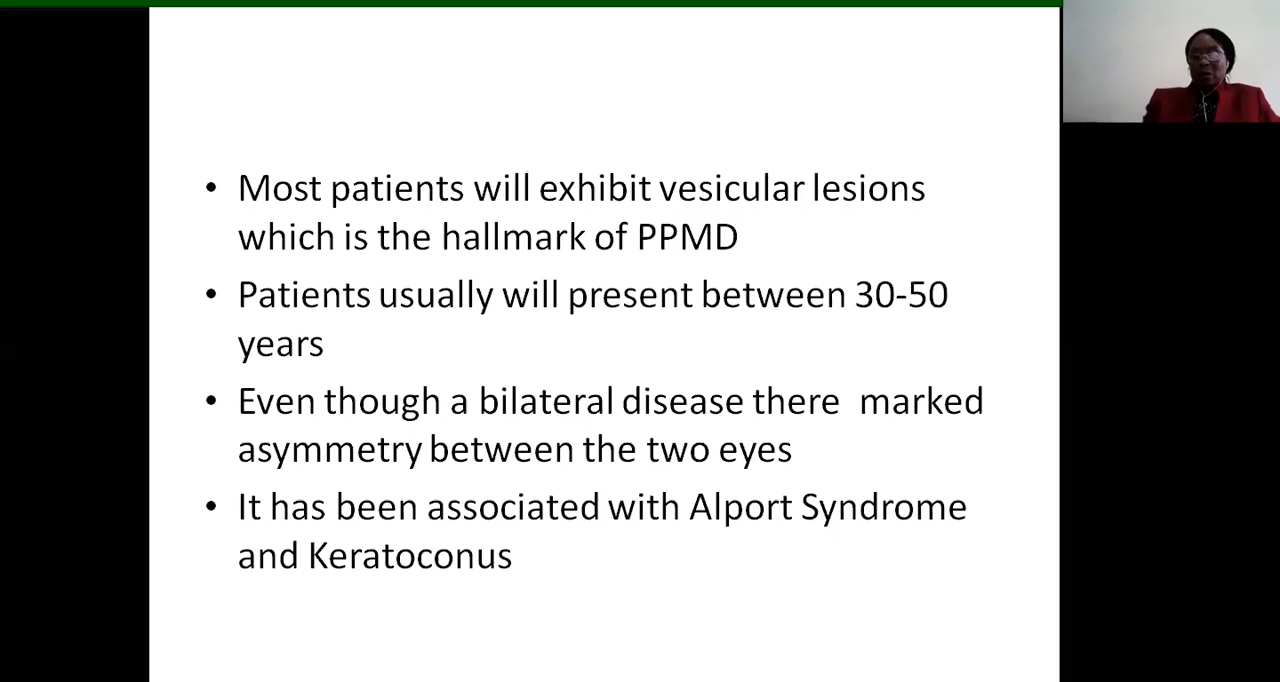 • Most patients will exhibit vesicular lesions
which is the hallmark of PPMD
• Patients usually will present between 30-50
years
• Even though a bilateral disease there marked
asymmetry between the two eyes
• It has been associated with Alport Syndrome
and Keratoconus